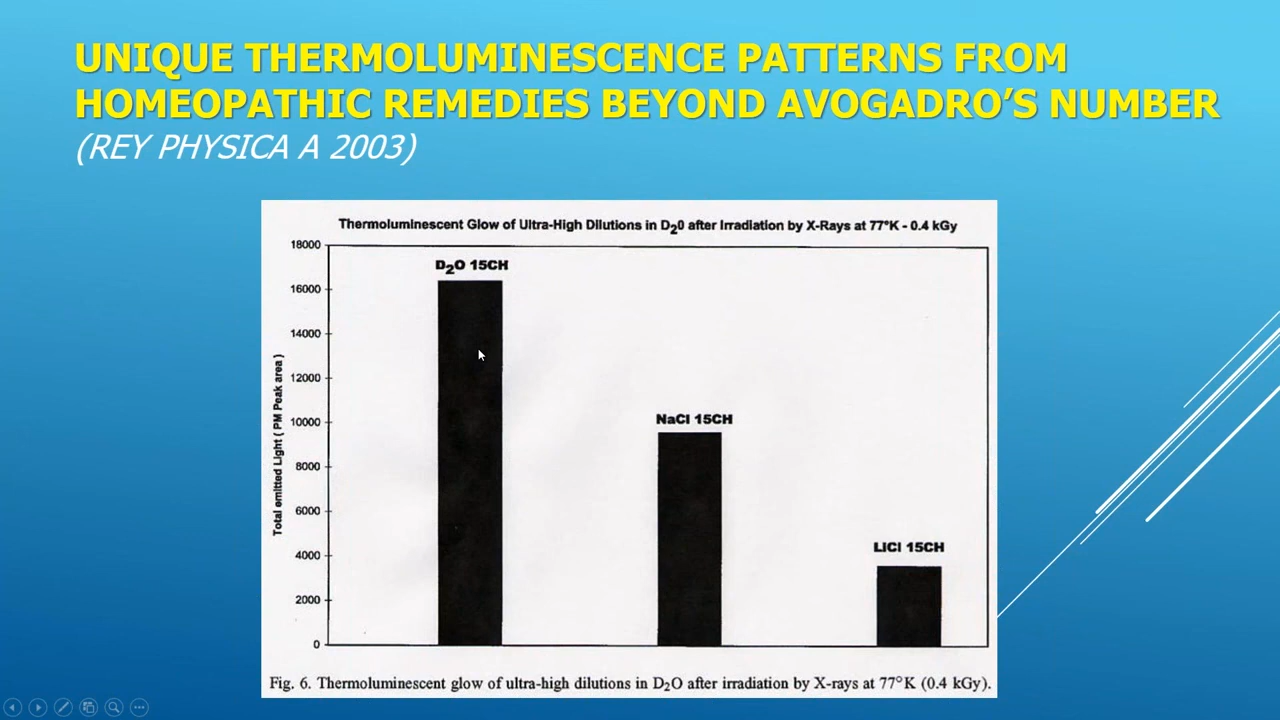 UNIQUE THERMOLUMINESCENCE PATTERNS FROM
HOMEOPATHIC REMEDIES BEYOND AVOGADRO'S NUMBER
(REY PHYSICA A 2003)
Thermoluminescent Glow of Ultra-High Dilutions in D₂0 after Irradiation by X-Rays at 77°K - 0.4 kGy
18000
16000
14000
12000
10000
8000
6000
4000
2000
0
Total emitted Light ( PM Peak area )
D₂O 15CH
NaCl 15CH
LiCl 15CH
Fig. 6. Thermoluminescent glow of ultra-high dilutions in D₂O after irradiation by X-rays at 77°K (0.4 kGy).